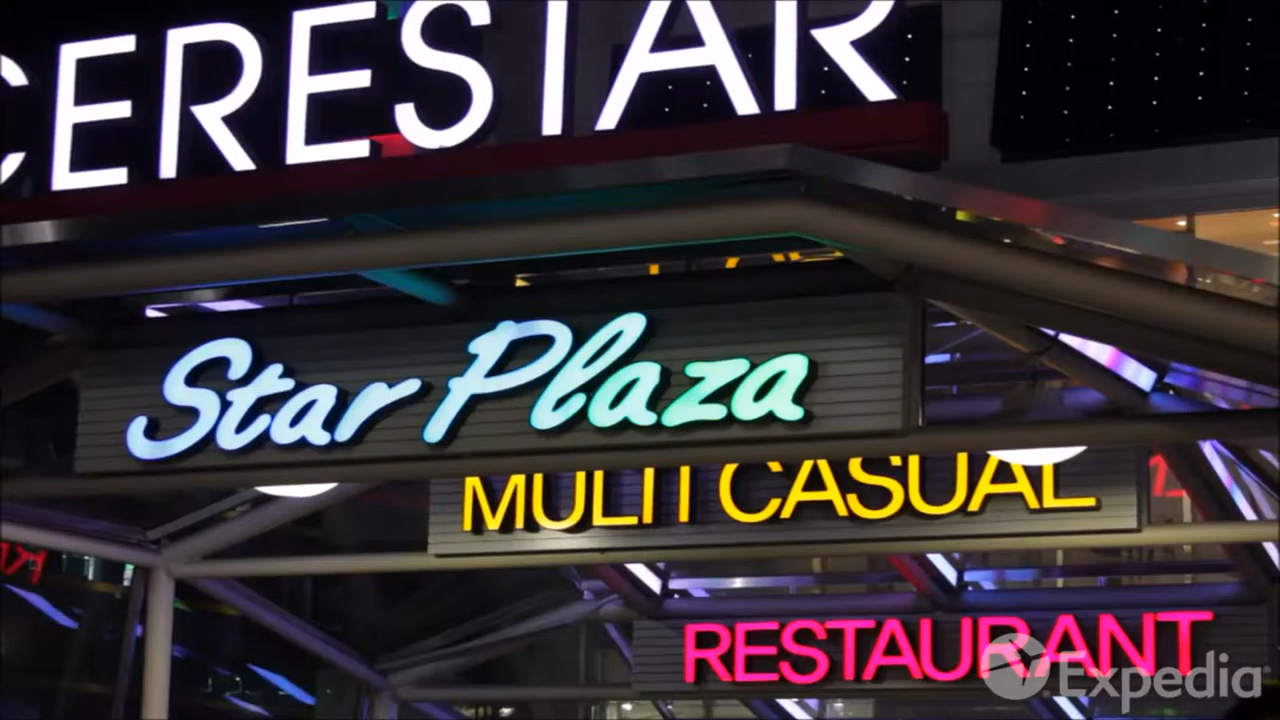 CERESTAR
Star Plaza
MULTI CASUAL
RESTAURANT
Expedia